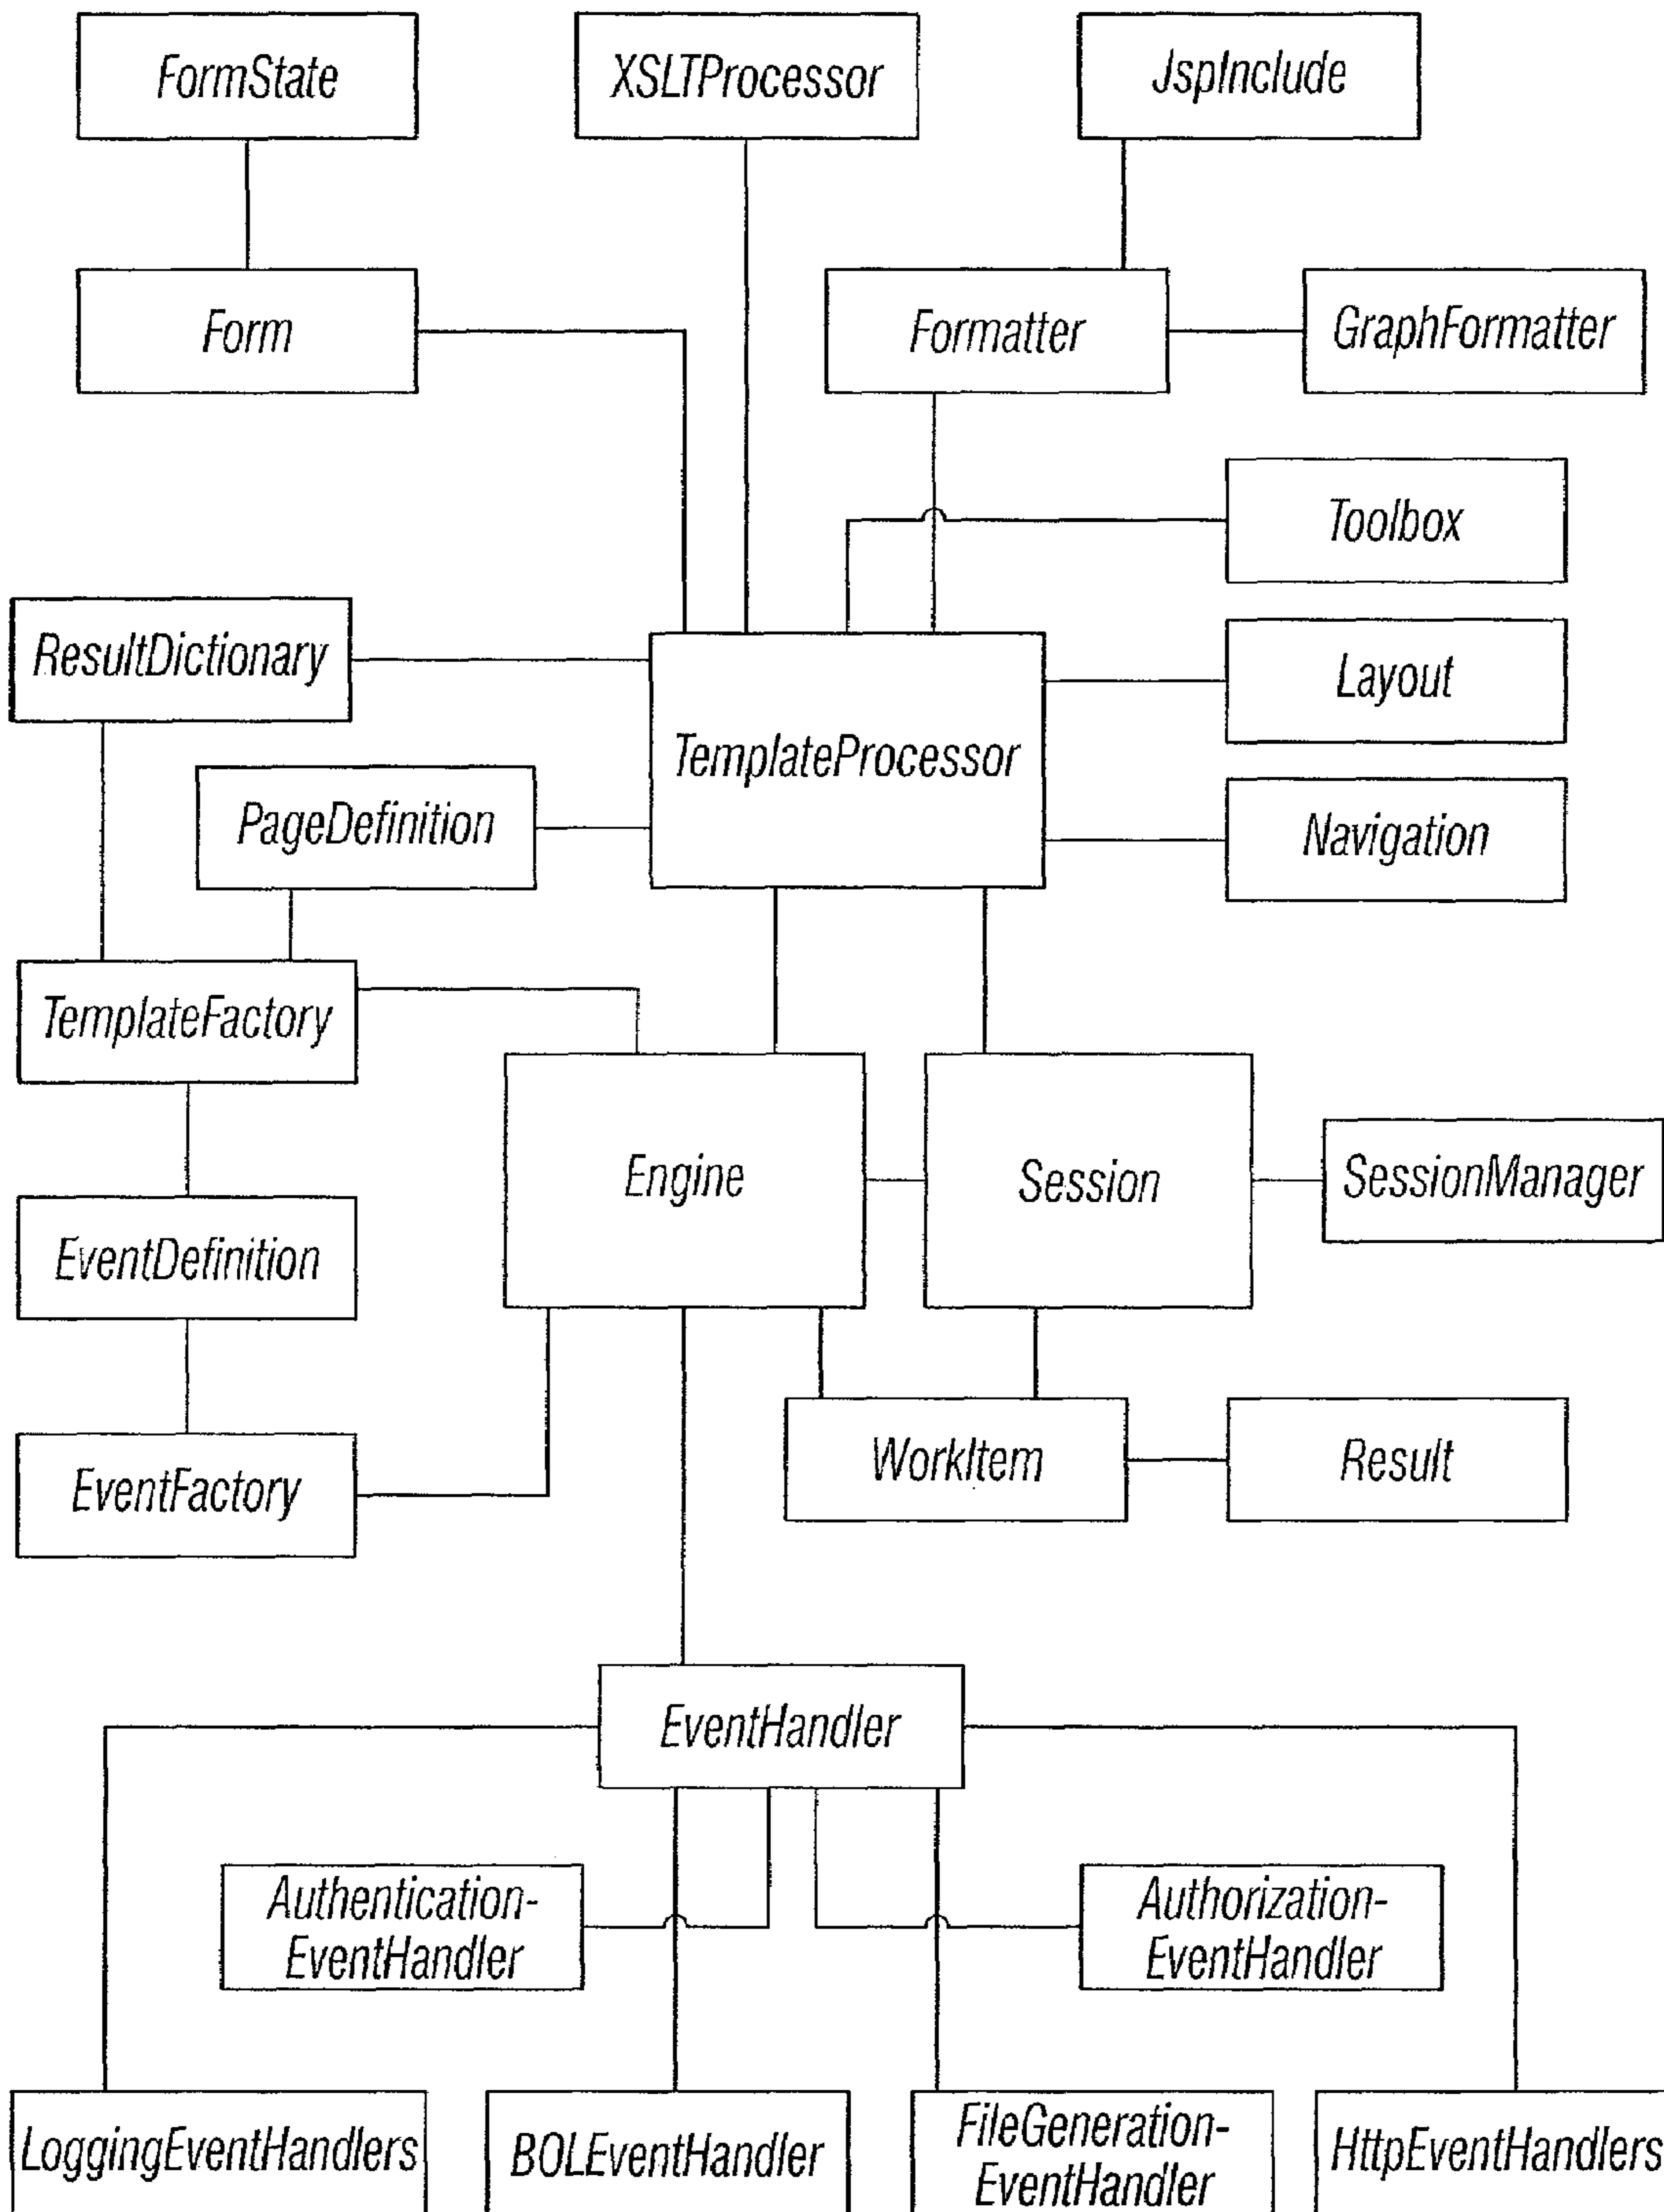 FormState
XSLTProcessor
JspInclude
Form
Formatter
GraphFormatter
Toolbox
ResultDictionary
Layout
TemplateProcessor
PageDefinition
Navigation
TemplateFactory
Engine
Session
SessionManager
EventDefinition
WorkItem
Result
EventFactory
EventHandler
Authentication-
EventHandler
Authorization-
EventHandler
LoggingEventHandlers
BOLEventHandler
FileGeneration-
EventHandler
HttpEventHandlers